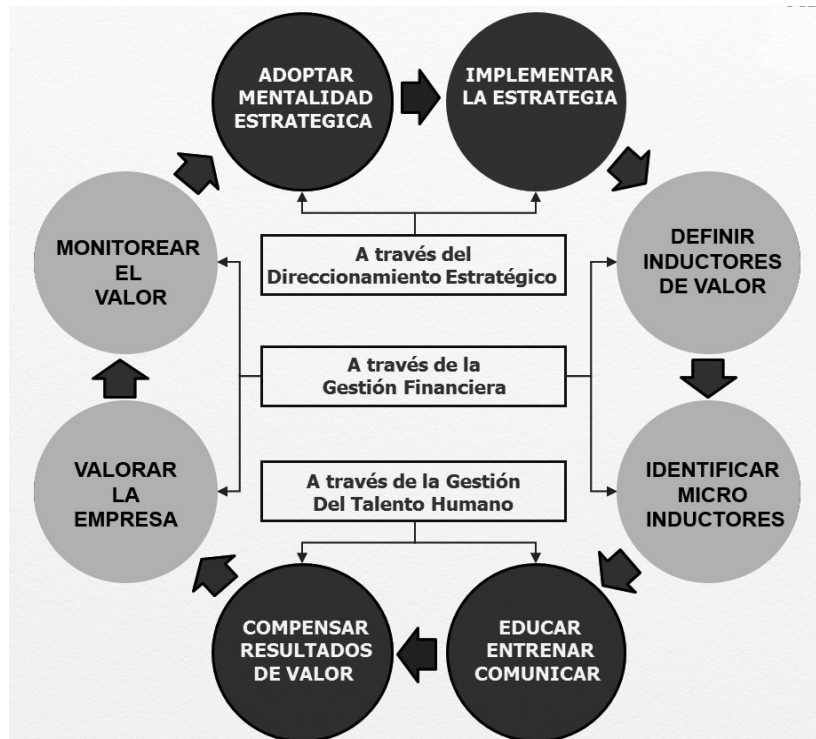 ADOPTAR
MENTALIDAD
ESTRATEGICA
IMPLEMENTAR
LA ESTRATEGIA
DEFINIR
INDUCTORES
DE VALOR
IDENTIFICAR
MICRO
INDUCTORES
EDUCAR
ENTRENAR
COMUNICAR
COMPENSAR
RESULTADOS
DE VALOR
VALORAR
LA
EMPRESA
MONITOREAR
EL
VALOR
A través del
Direccionamiento Estratégico
A través de la
Gestión Financiera
A través de la Gestión
Del Talento Humano